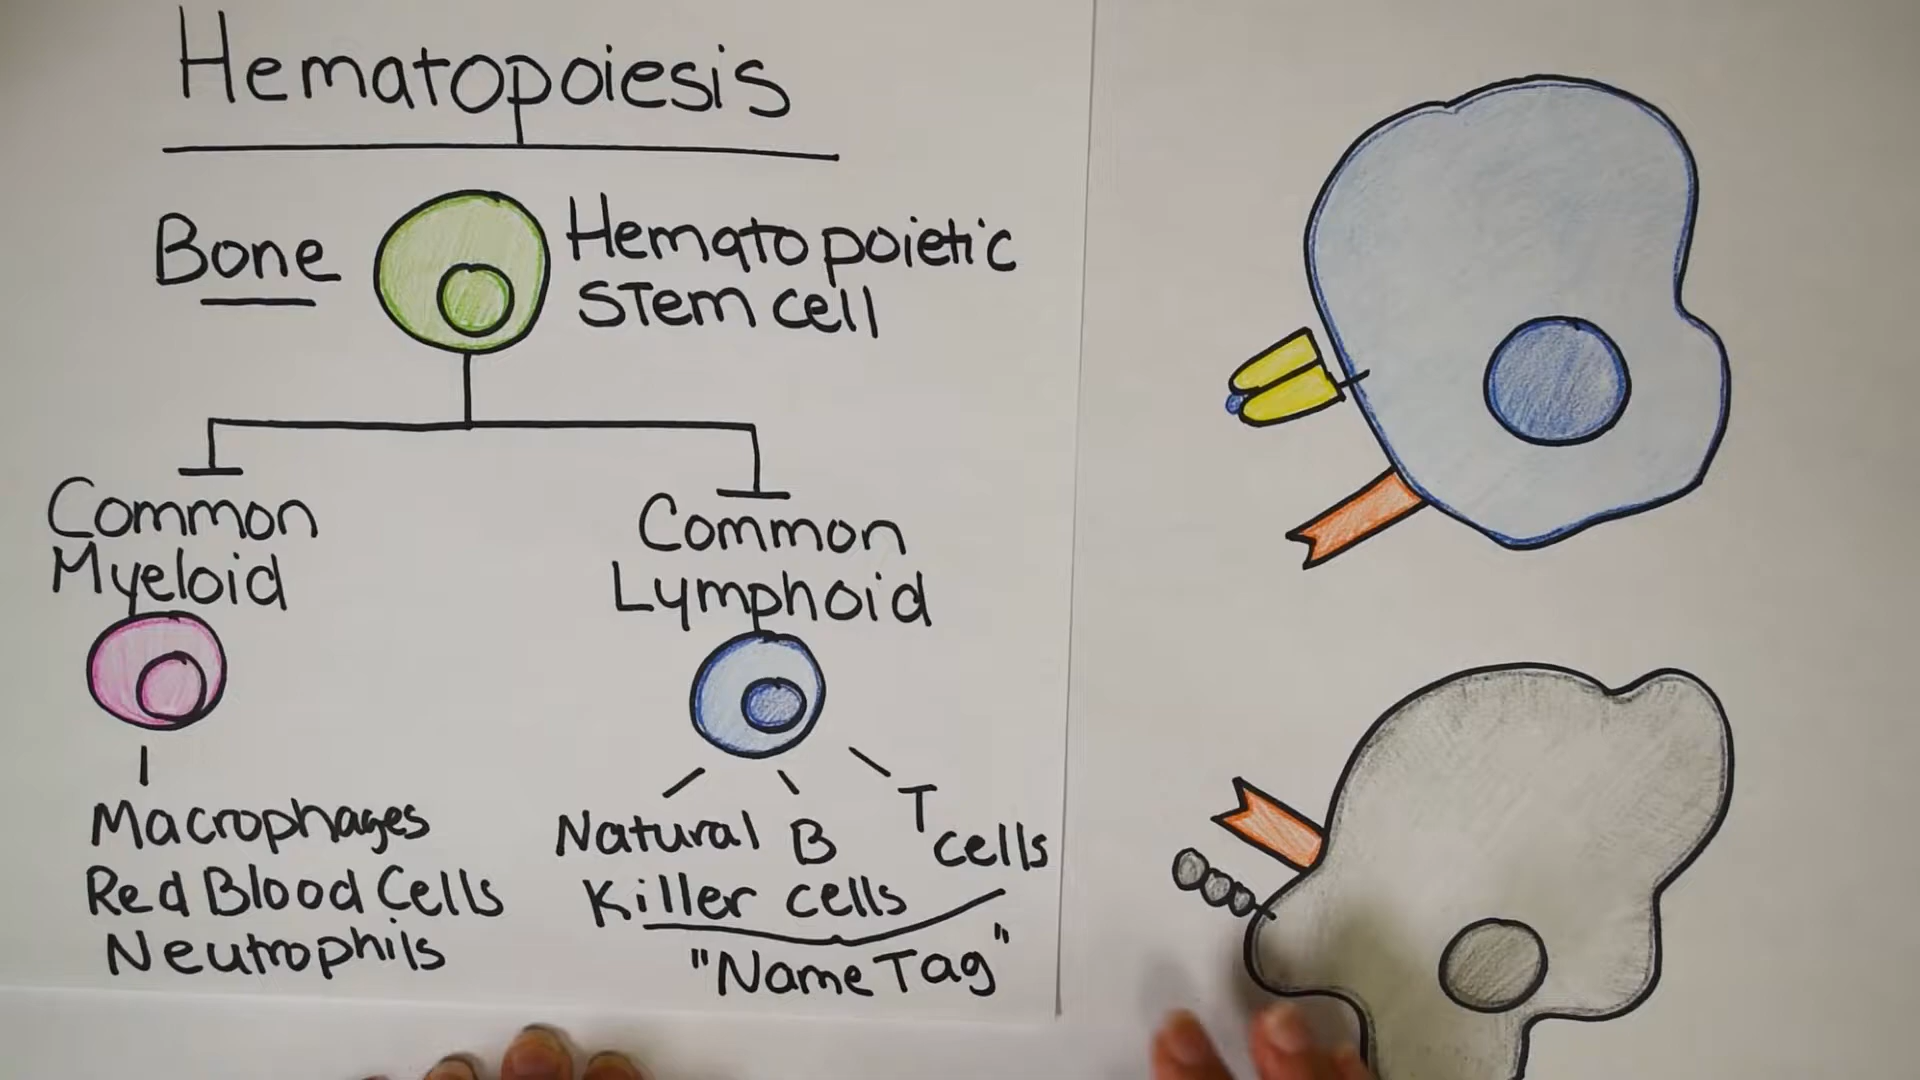 Hematopoiesis
Bone
Hematopoietic
Stem cell
Common
Myeloid
Macrophages
Red Blood Cells
Neutrophils
Common
Lymphoid
Natural
Killer
B
cells
T
cells
"Name Tag"